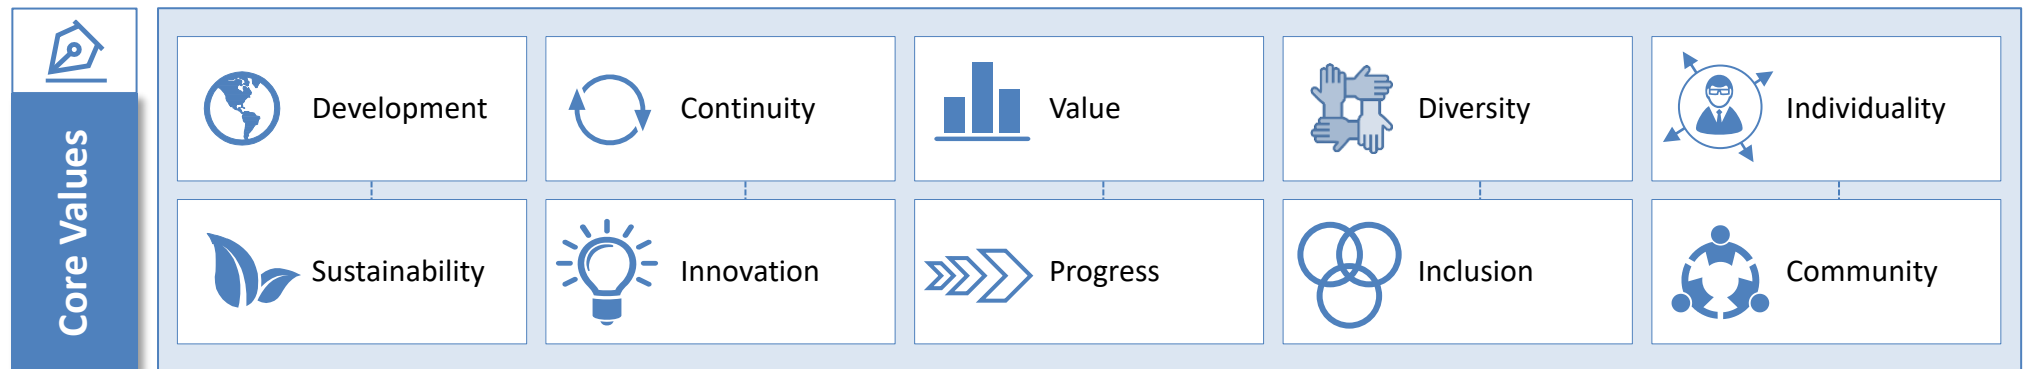 Core Values
Development
Continuity
Value
Diversity
Individuality
Sustainability
Innovation
Progress
Inclusion
Community